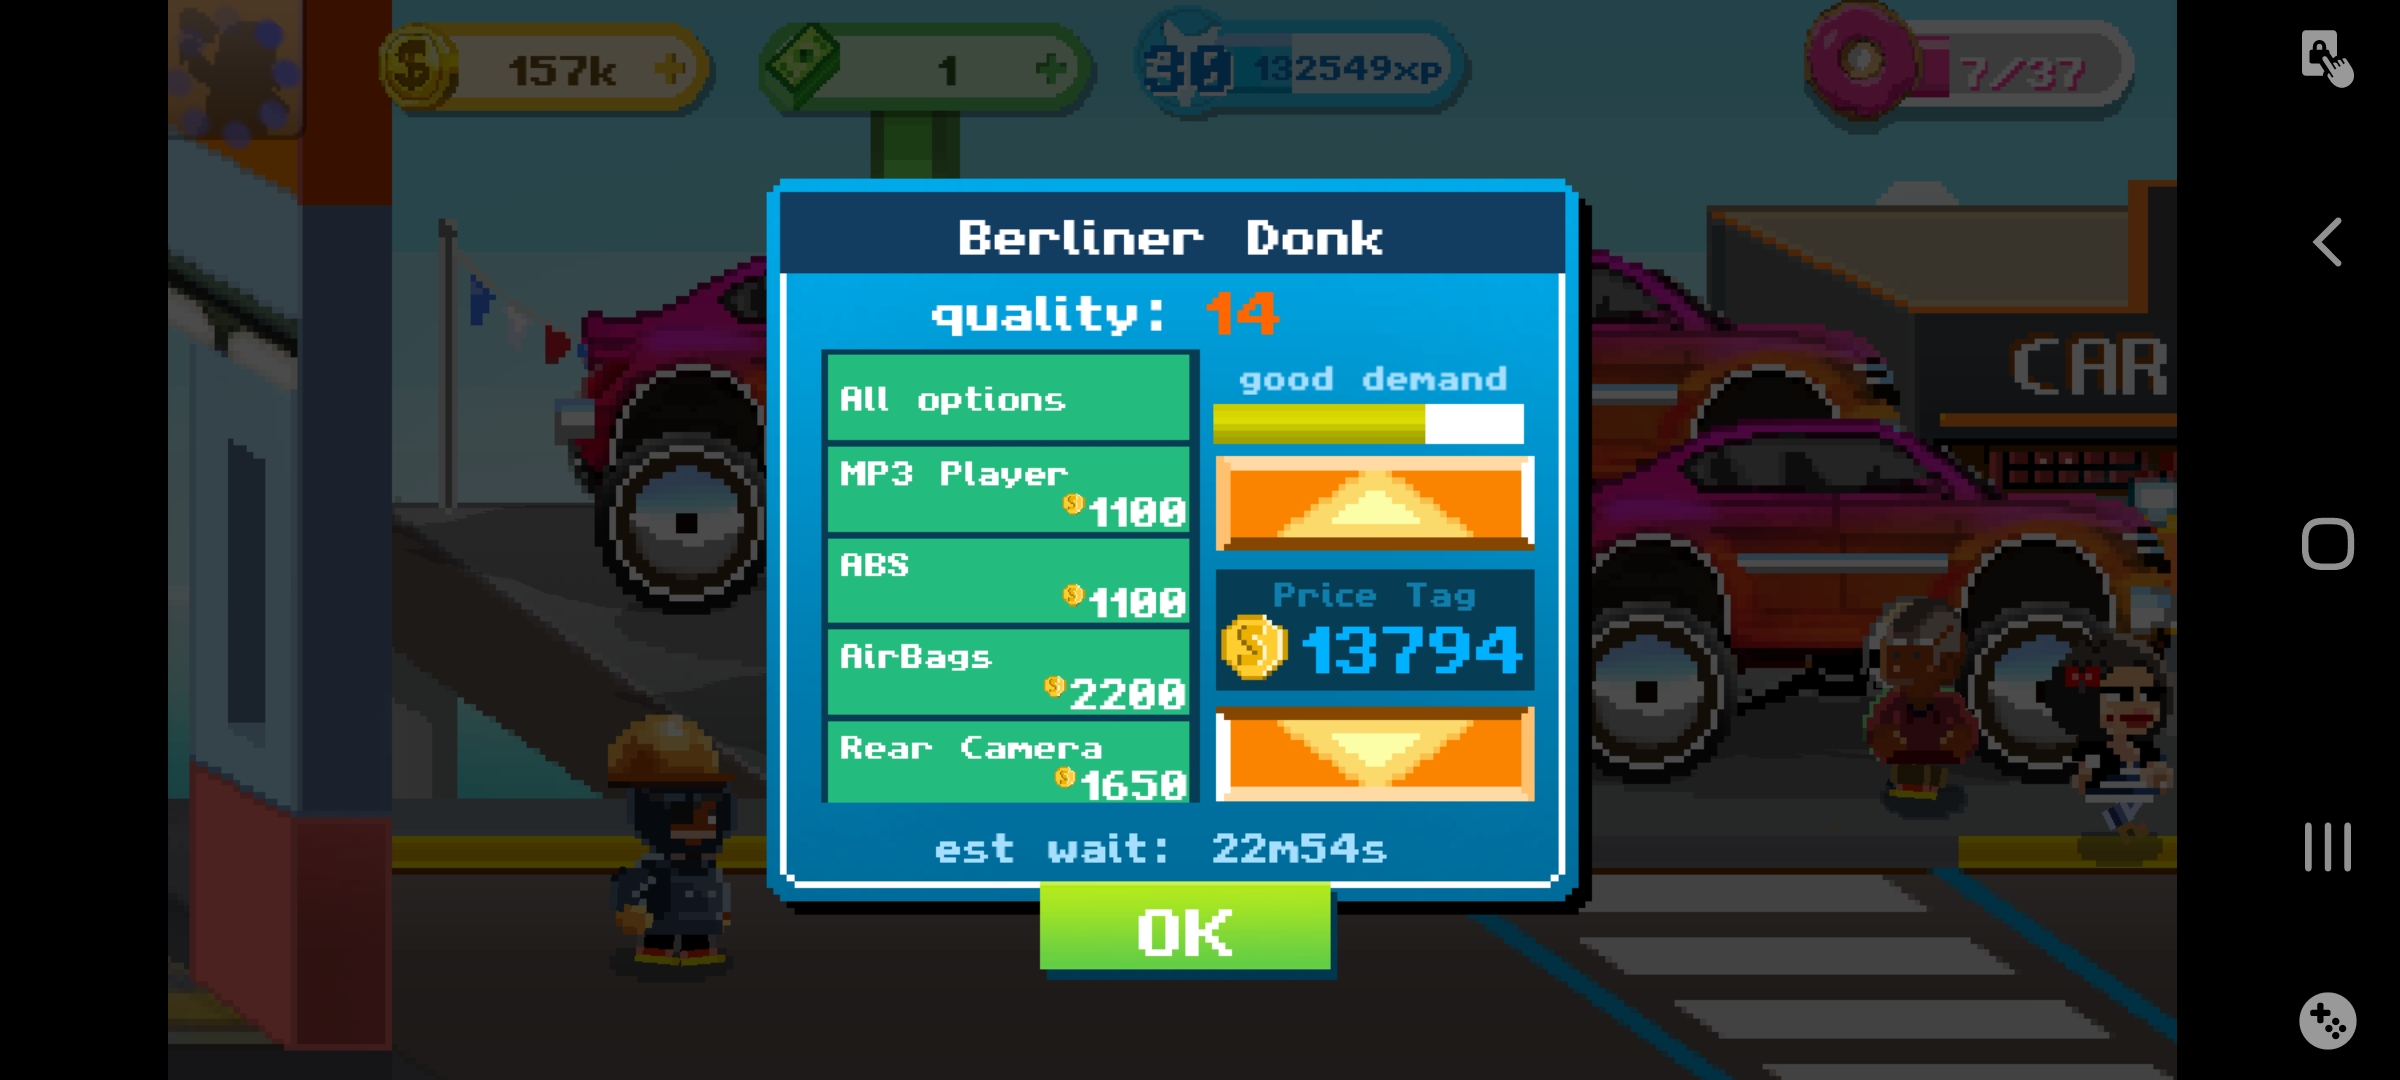 157k
1
30 132549xp
7/37
Berliner Donk
quality: 14
All options
good demand
MP3 Player
1100
ABS
1100
Price Tag
13794
AirBags
2200
Rear Camera
1650
est wait: 22m54s
OK
CAR